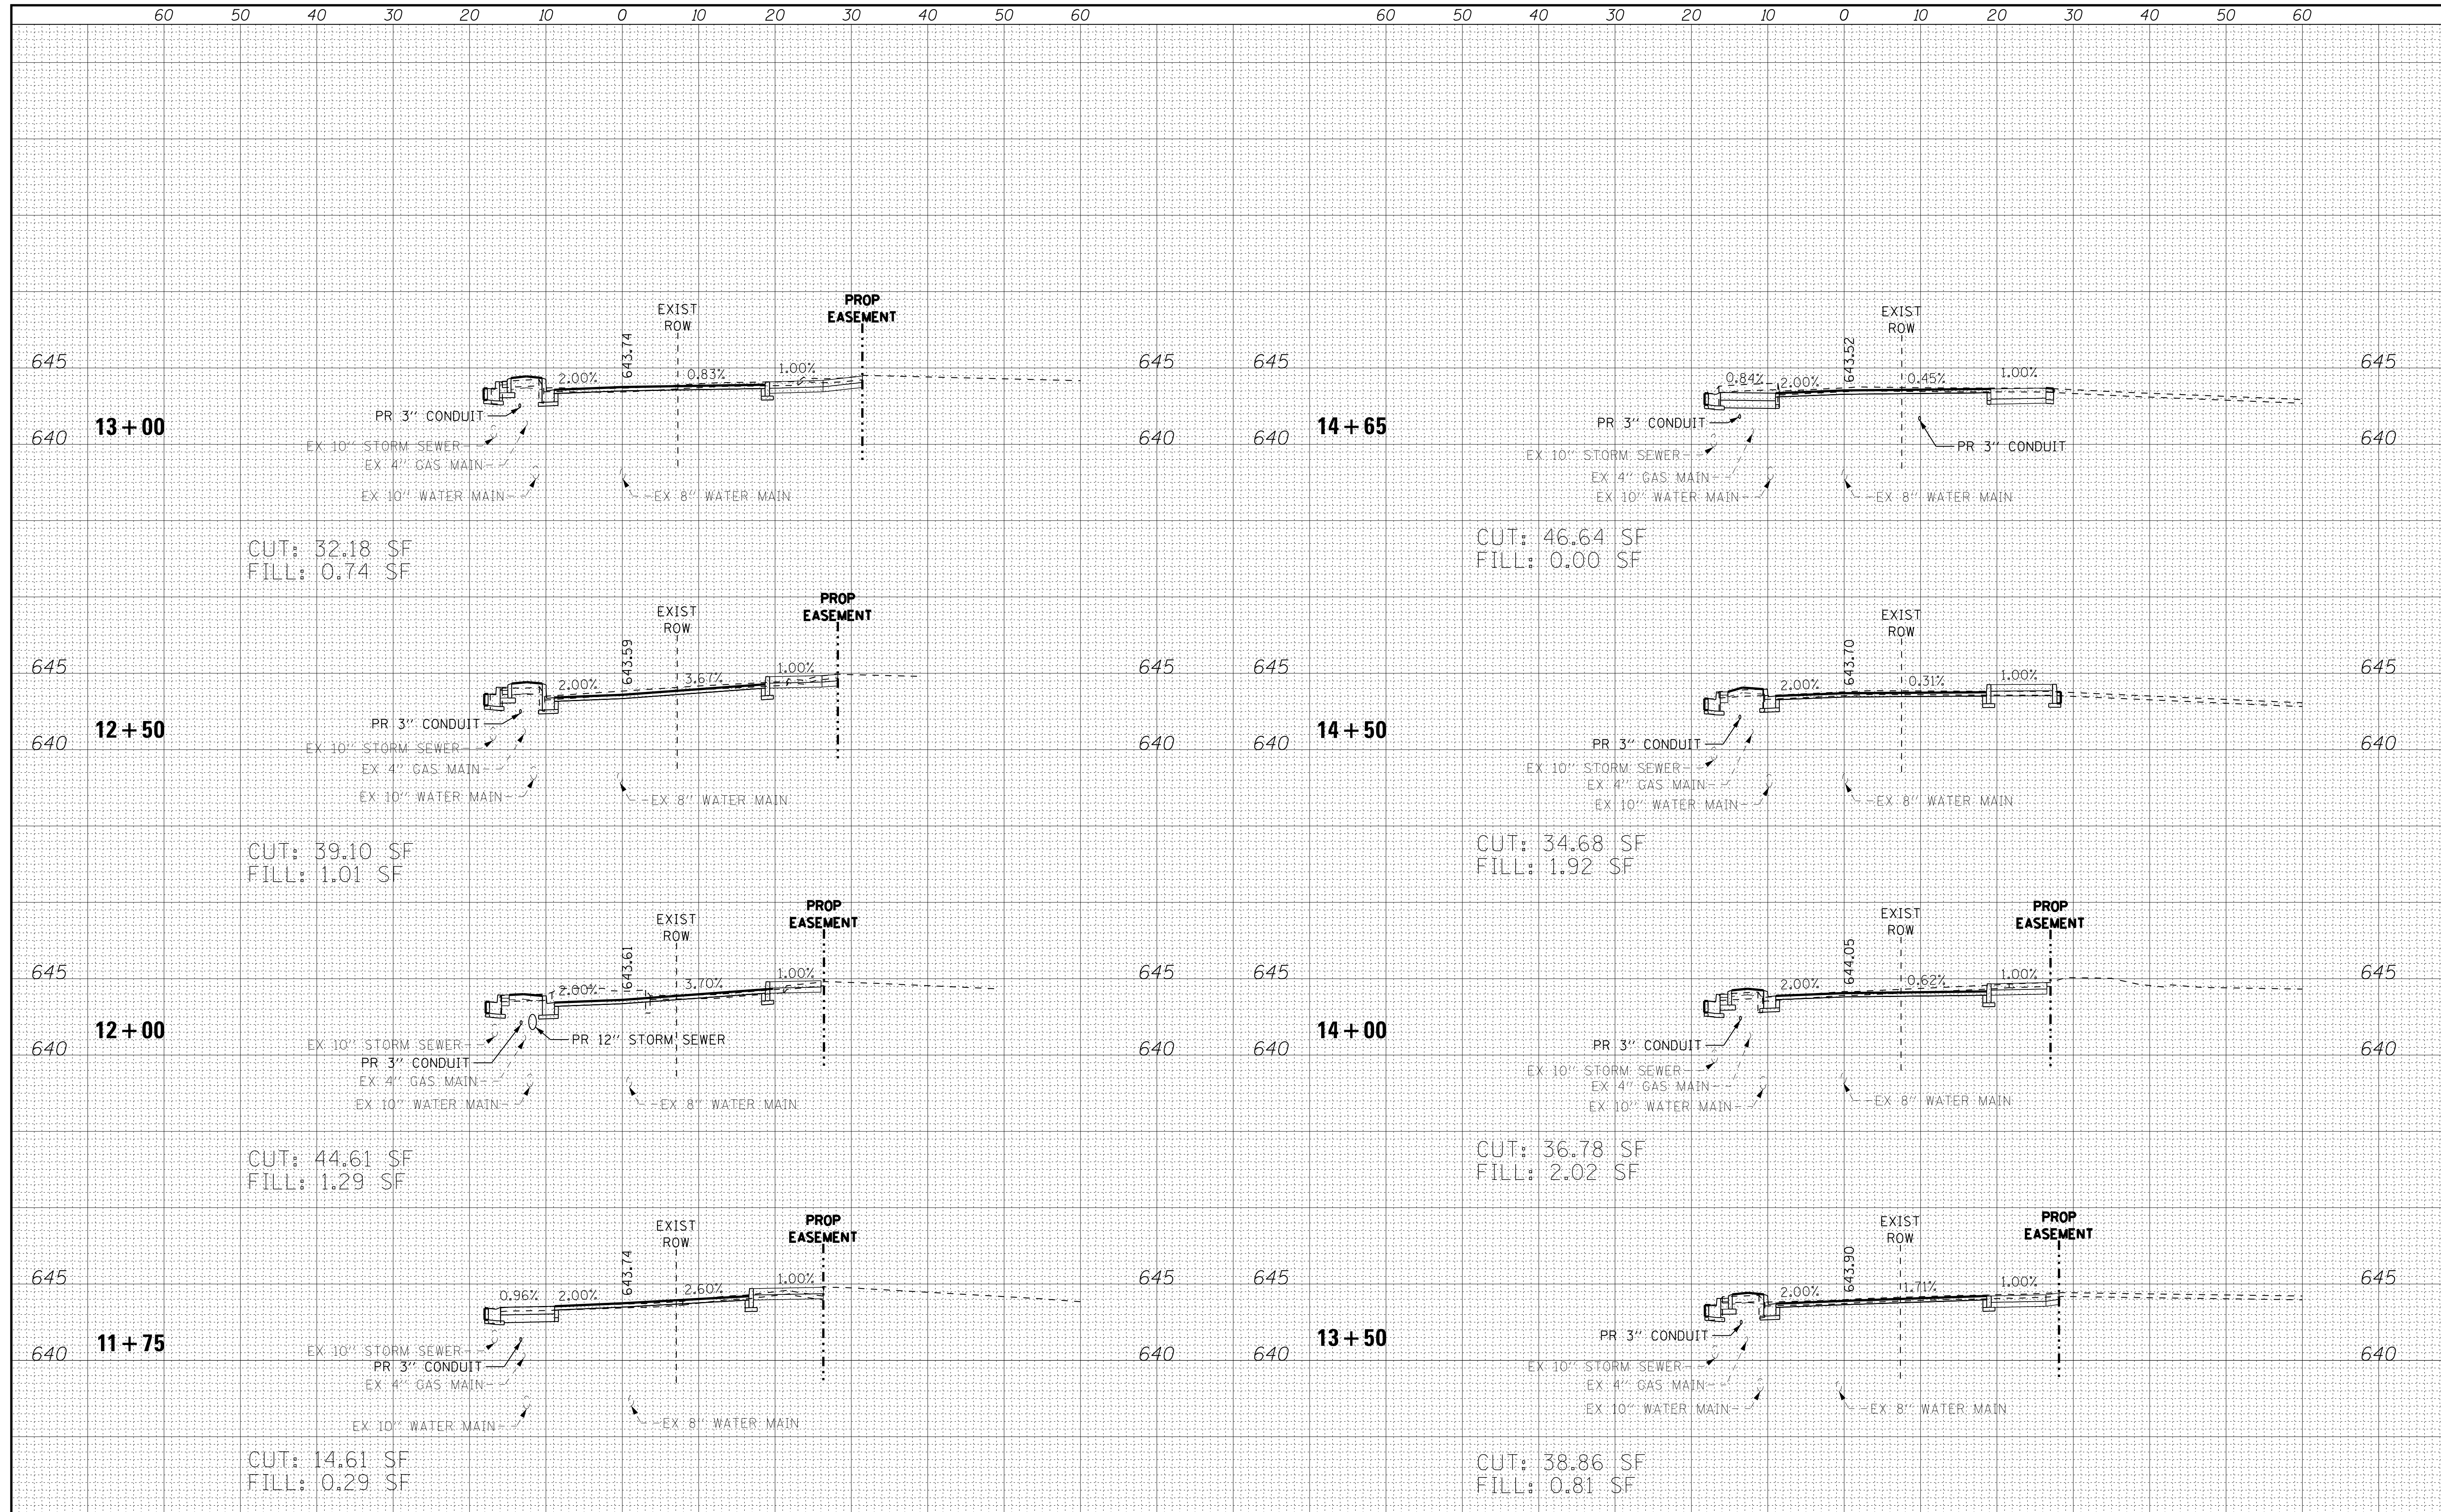 60 50 40 30 20 10 0 10 20 30 40 50 60 60 50 40 30 20 10 0 10 20 30 40 50 60
EXIST
ROW
PROP
EASEMENT
643.74
645 645
2.00% 0.83% 1.00%
PR 3" CONDUIT
13+00
640 640
EX 10" STORM SEWER
EX 4" GAS MAIN
EX 10" WATER MAIN
EX 8" WATER MAIN
CUT: 32.18 SF
FILL: 0.74 SF
EXIST
ROW
PROP
EASEMENT
643.59
645 645
2.00% 3.67% 1.00%
PR 3" CONDUIT
12+50
640 640
EX 10" STORM SEWER
EX 4" GAS MAIN
EX 10" WATER MAIN
EX 8" WATER MAIN
CUT: 39.10 SF
FILL: 1.01 SF
EXIST
ROW
PROP
EASEMENT
643.61
645 645
2.00% 3.70% 1.00%
12+00
PR 12" STORM SEWER
640 640
EX 10" STORM SEWER
PR 3" CONDUIT
EX 4" GAS MAIN
EX 10" WATER MAIN
EX 8" WATER MAIN
CUT: 44.61 SF
FILL: 1.29 SF
EXIST
ROW
PROP
EASEMENT
643.74
645 645
0.96% 2.00% 2.60% 1.00%
11+75
640 640
EX 10" STORM SEWER
PR 3" CONDUIT
EX 4" GAS MAIN
EX 10" WATER MAIN
EX 8" WATER MAIN
CUT: 14.61 SF
FILL: 0.29 SF
EXIST
ROW
643.52
645 645
0.84% 2.00% 0.45% 1.00%
PR 3" CONDUIT
14+65
640 640
PR 3" CONDUIT
EX 10" STORM SEWER
EX 4" GAS MAIN
EX 10" WATER MAIN
EX 8" WATER MAIN
CUT: 46.64 SF
FILL: 0.00 SF
EXIST
ROW
643.70
645 645
2.00% 0.31% 1.00%
14+50
640 640
PR 3" CONDUIT
EX 10" STORM SEWER
EX 4" GAS MAIN
EX 10" WATER MAIN
EX 8" WATER MAIN
CUT: 34.68 SF
FILL: 1.92 SF
EXIST
ROW
PROP
EASEMENT
644.05
645 645
2.00% 0.62% 1.00%
14+00
640 640
PR 3" CONDUIT
EX 10" STORM SEWER
EX 4" GAS MAIN
EX 10" WATER MAIN
EX 8" WATER MAIN
CUT: 36.78 SF
FILL: 2.02 SF
EXIST
ROW
PROP
EASEMENT
643.90
645 645
2.00% 1.71% 1.00%
PR 3" CONDUIT
13+50
640 640
EX 10" STORM SEWER
EX 4" GAS MAIN
EX 10" WATER MAIN
EX 8" WATER MAIN
CUT: 38.86 SF
FILL: 0.81 SF